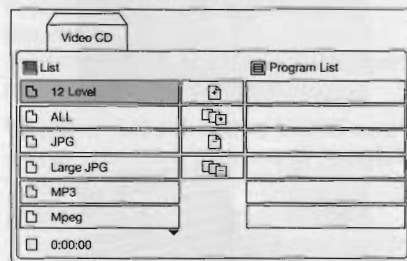 Video CD
List
Program List
12 Level
ALL
JPG
Large JPG
MP3
Mpeg
0:00:00